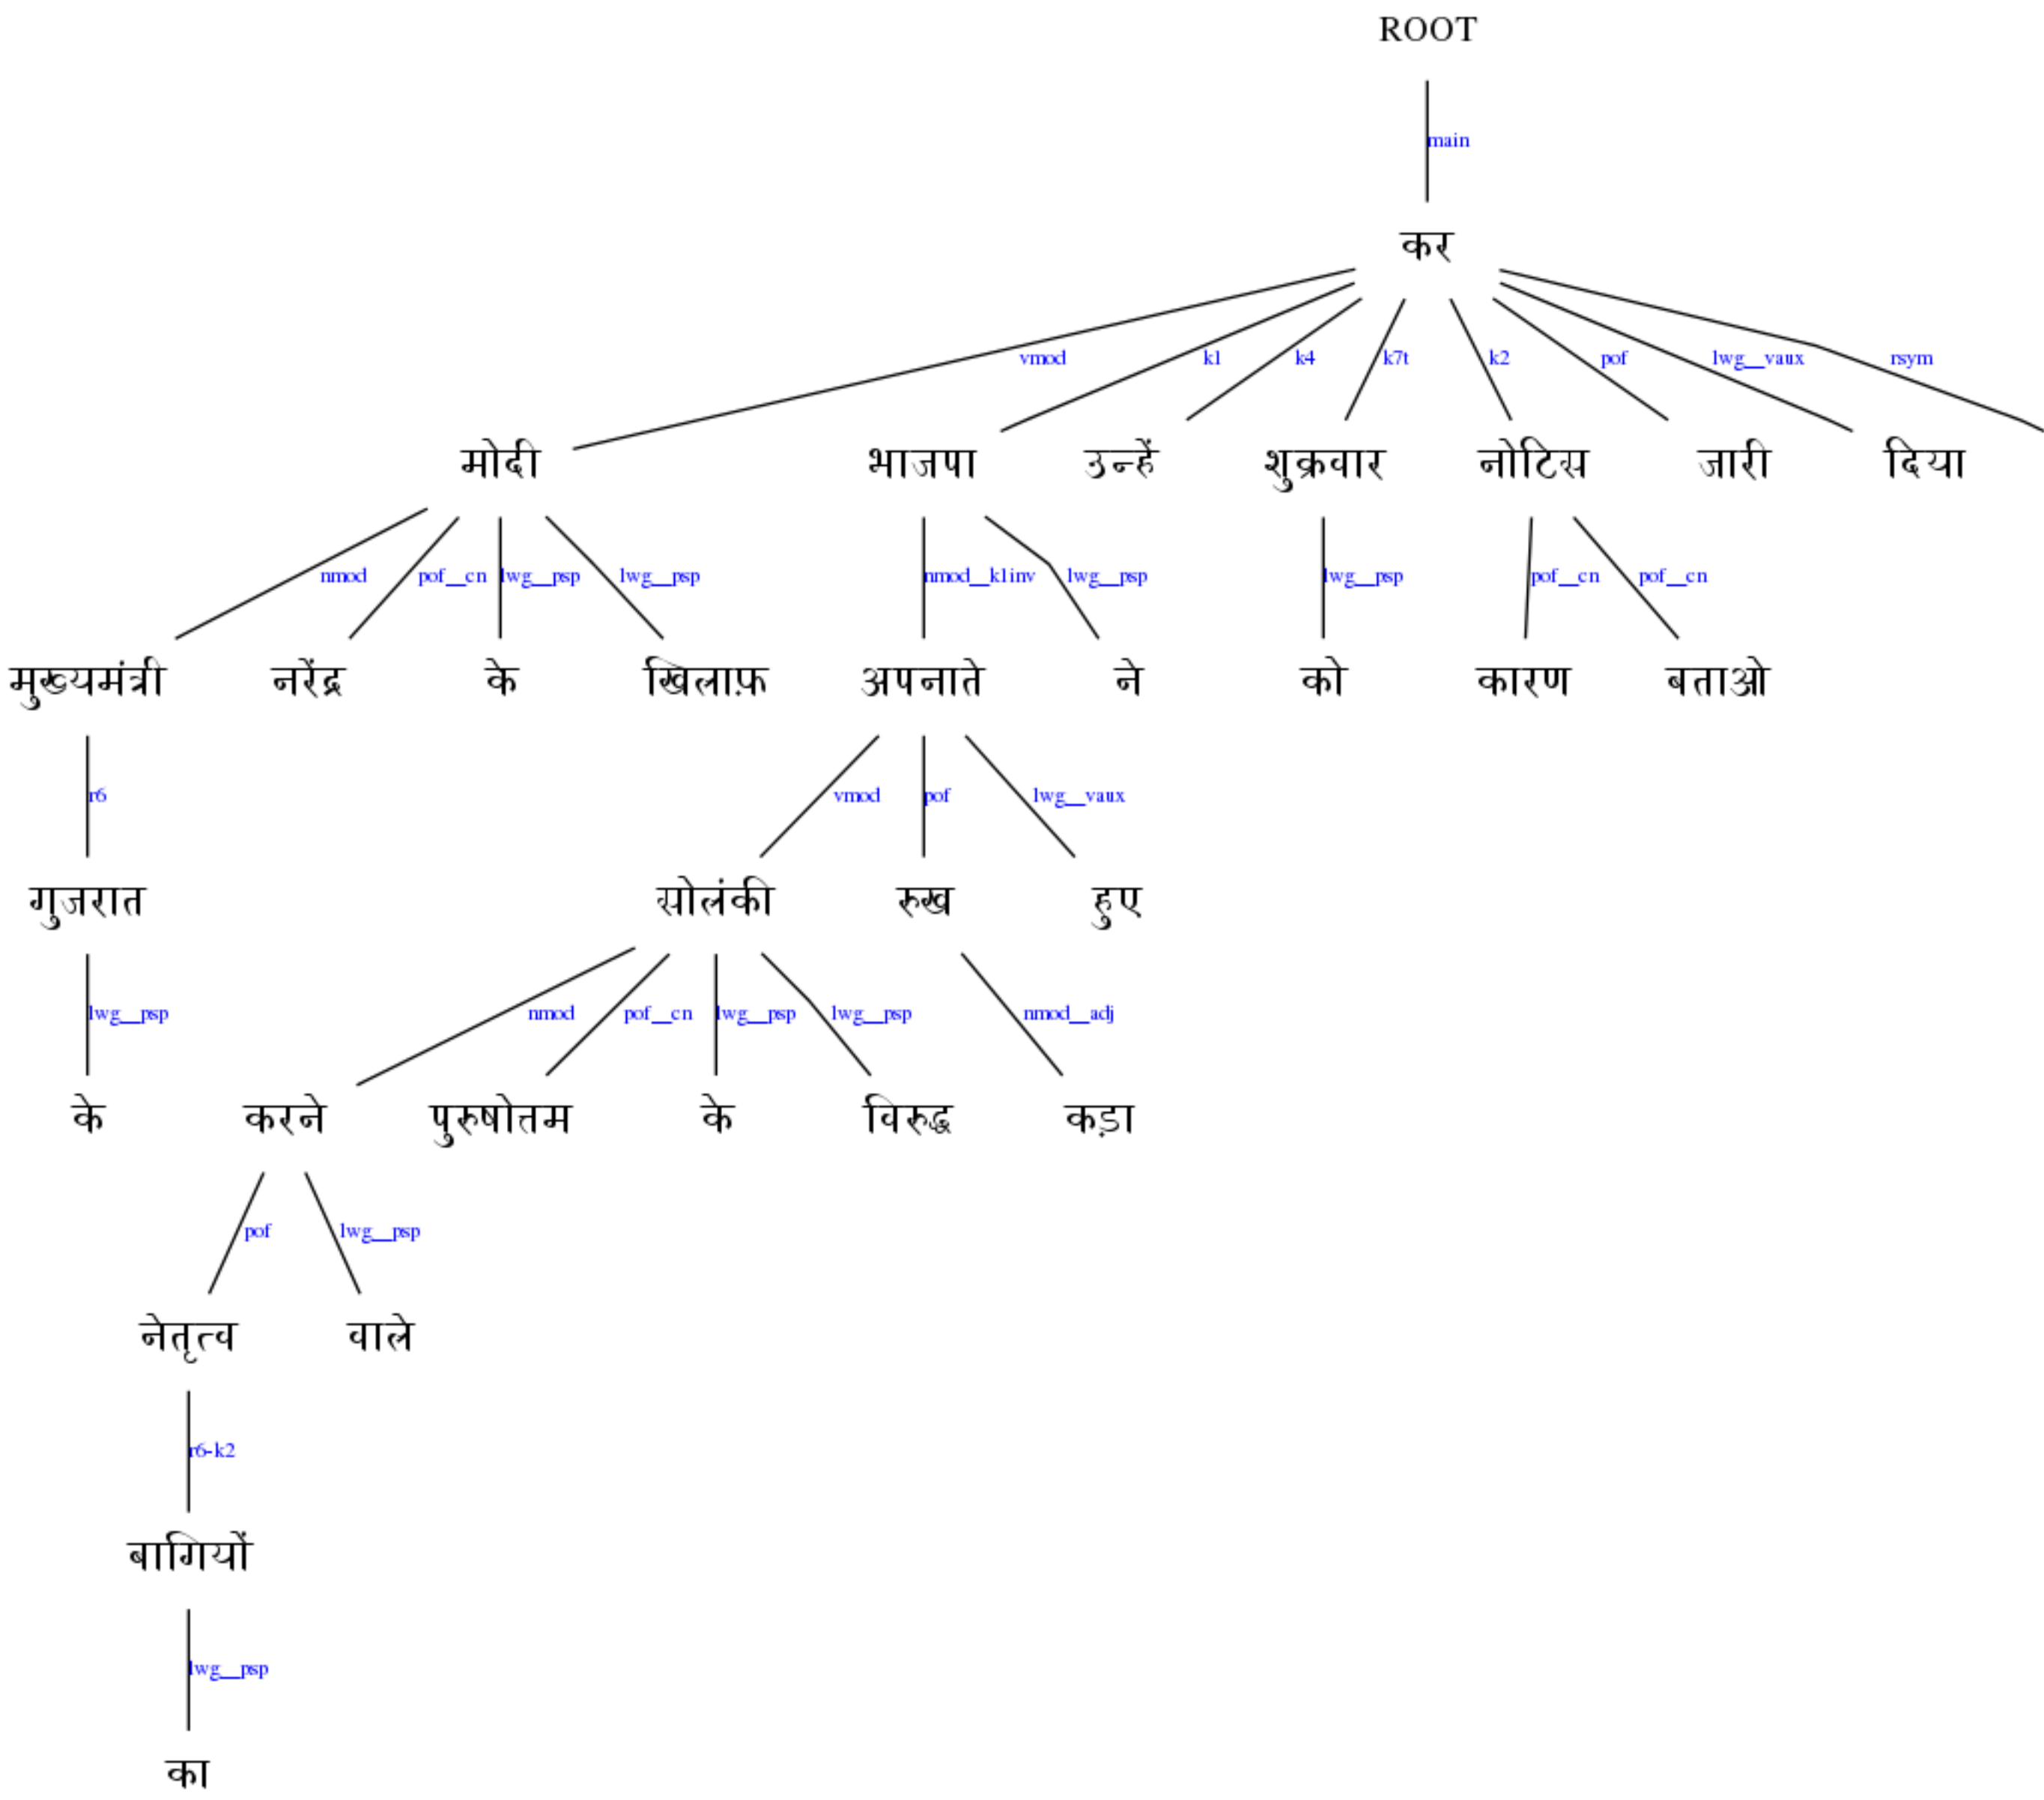 ROOT
main
कर
vmod k1 k4 k7t k2 pof lwg__vaux rsym
मोदी भाजपा उन्हें शुक्रवार नोटिस जारी दिया
nmod pof__cn lwg__psp lwg__psp nmod__k1inv lwg__psp lwg__psp pof__cn pof__cn
मुख्यमंत्री नरेंद्र के खिलाफ़ अपनाते ने को कारण बताओ
r6 vmod pof lwg__vaux
गुजरात सोलंकी रुख हुए
lwg__psp nmod pof__cn lwg__psp lwg__psp nmod__adj
के करने पुरुषोत्तम के विरुद्ध कड़ा
pof lwg__psp
नेतृत्व वाले
r6-k2
बागियों
lwg__psp
का